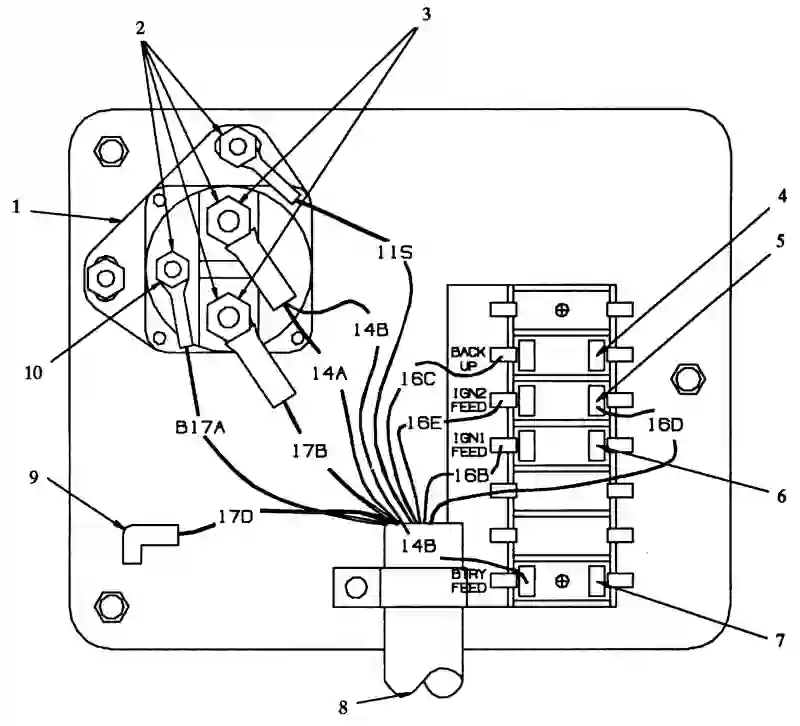 2
3
4
1
11S
5
14B
BACK UP
14A
16C
10
IGN2 FEED
16E
B17A
16D
17B
IGN1 FEED
16B
9
6
17D
14B
BTRY FEED
7
8